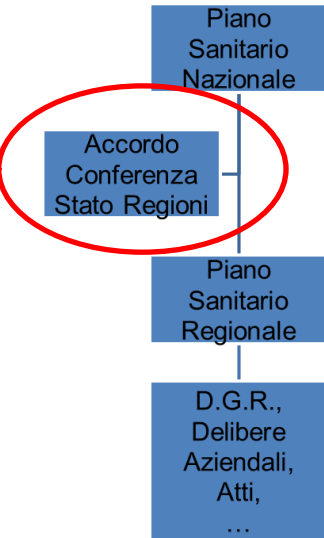 Piano
Sanitario
Nazionale
Accordo
Conferenza
Stato Regioni
Piano
Sanitario
Regionale
D.G.R.,
Delibere
Aziendali,
Atti,
…